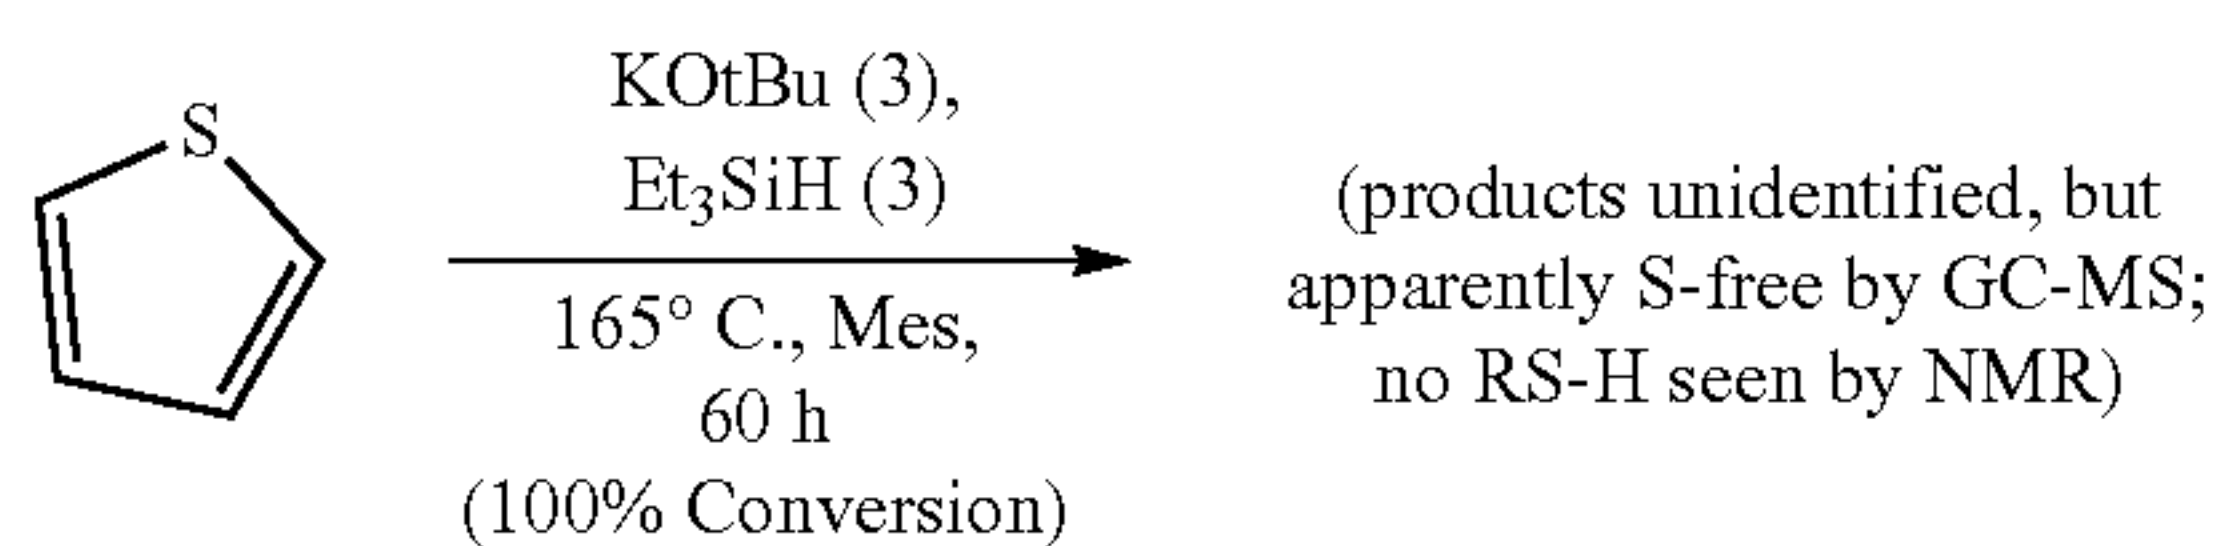 S
KOtBu (3),
Et₃SiH (3)
165° C., Mes,
60 h
(100% Conversion)
(products unidentified, but
apparently S-free by GC-MS;
no RS-H seen by NMR)